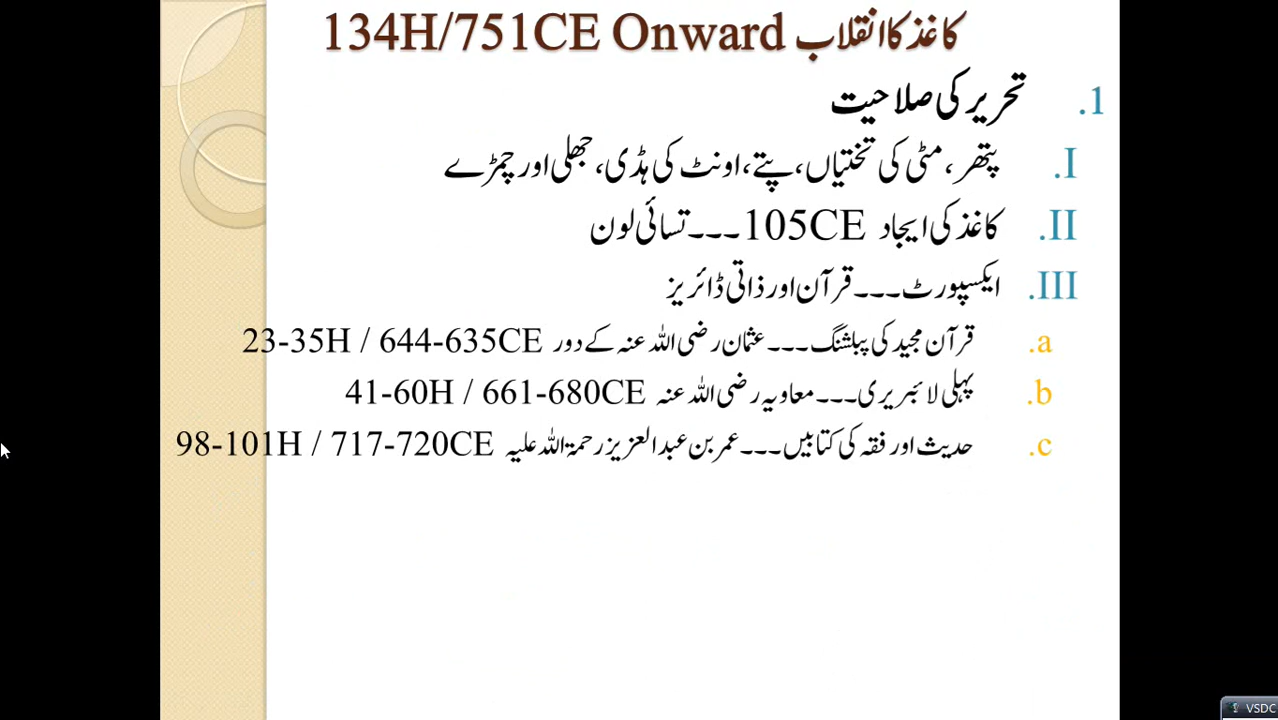 کاغذ کا انقلاب 134H/751CE Onward
1. تحریر کی صلاحیت
I. پتھر، مٹی کی تختیاں، پتے، اونٹ کی ہڈی، جھلی اور چمڑے
II. کاغذ کی ایجاد 105CE۔۔۔ تسائی لون
III. ایکسپورٹ۔۔۔ قرآن اور ذاتی ڈائریز
a. قرآن مجید کی پبلشنگ۔۔۔ عثمان رضی اللہ عنہ کے دور 23-35H / 644-635CE
b. پہلی لائبریری۔۔۔ معاویہ رضی اللہ عنہ 41-60H / 661-680CE
c. حدیث اور فقہ کی کتابیں۔۔۔ عمر بن عبدالعزیز رحمۃ اللہ علیہ 98-101H / 717-720CE
VSDC